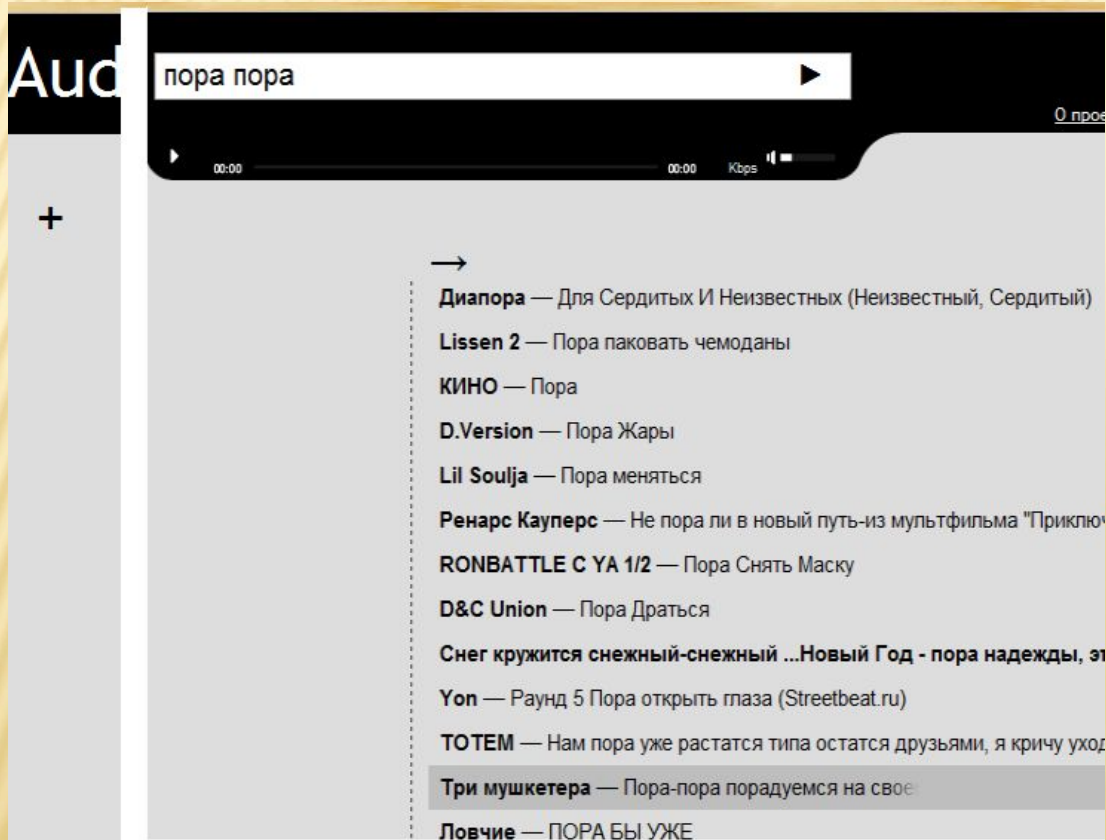 Aud
пора пора
О прое
00:00 00:00 Kbps
+
→
Диапора — Для Сердитых И Неизвестных (Неизвестный, Сердитый)
Lissen 2 — Пора паковать чемоданы
КИНО — Пора
D.Version — Пора Жары
Lil Soulja — Пора меняться
Ренарс Кауперс — Не пора ли в новый путь-из мультфильма "Приключ
RONBATTLE C YA 1/2 — Пора Снять Маску
D&C Union — Пора Драться
Снег кружится снежный-снежный ...Новый Год - пора надежды, эт
Yon — Раунд 5 Пора открыть глаза (Streetbeat.ru)
ТОТЕМ — Нам пора уже растатся типа остатся друзьями, я кричу уход
Три мушкетера — Пора-пора порадуемся на свое
Ловчие — ПОРА БЫ УЖЕ